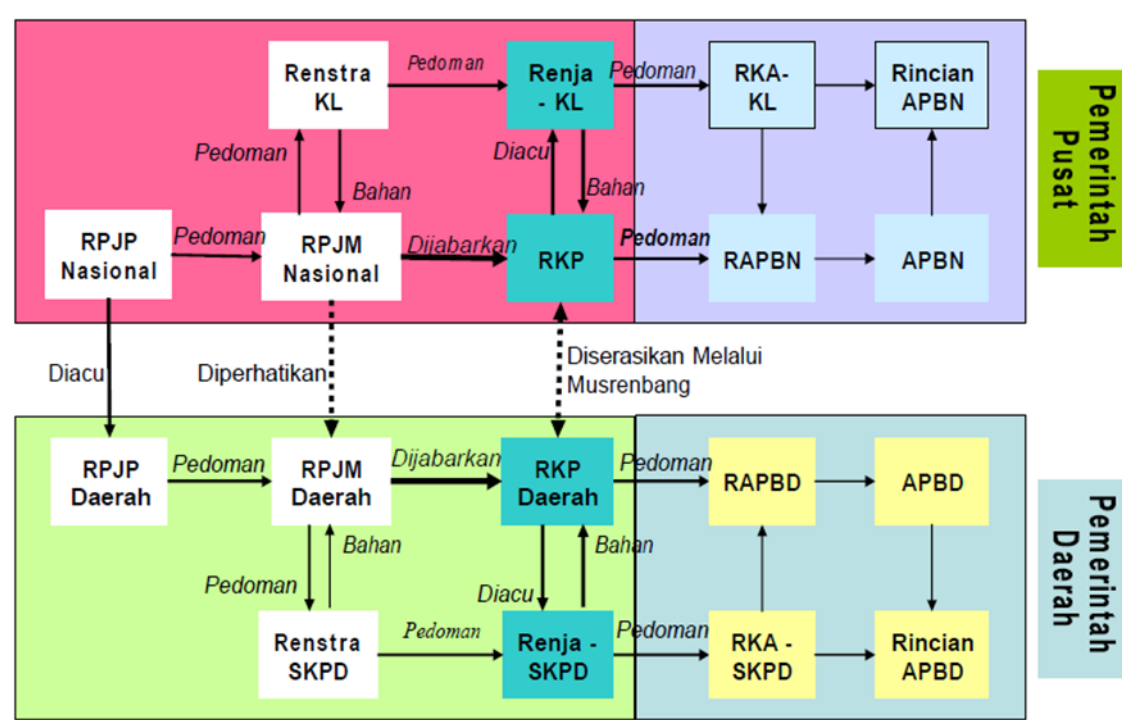 Renstra
KL
Pedoman
Renja
- KL
Pedoman
RKA-
KL
Rincian
APBN
Pemerintah
Pusat
Pedoman
Bahan
Diacu
Bahan
RPJP
Nasional
Pedoman
RPJM
Nasional
Dijabarkan
RKP
Pedoman
RAPBN
APBN
Diacu
Diperhatikan
Diserasikan Melalui
Musrenbang
RPJP
Daerah
Pedoman
RPJM
Daerah
Dijabarkan
RKP
Daerah
Pedoman
RAPBD
APBD
Pemerintah
Daerah
Pedoman
Bahan
Diacu
Bahan
Renstra
SKPD
Pedoman
Renja -
SKPD
Pedoman
RKA -
SKPD
Rincian
APBD